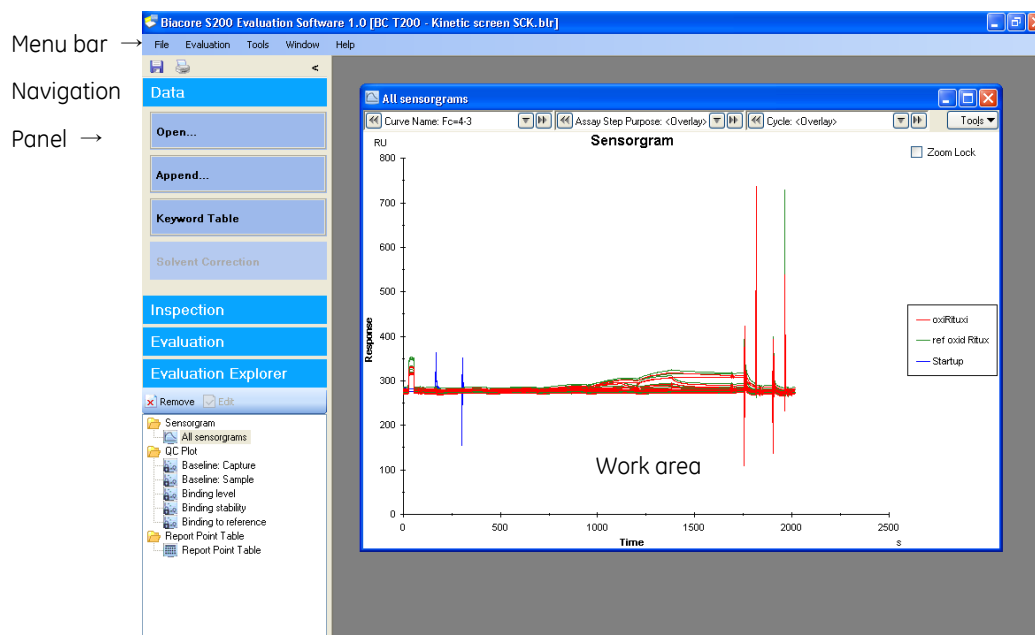 Biacore S200 Evaluation Software 1.0 [BC T200 - Kinetic screen SCK.blr]
Menu bar →
File Evaluation Tools Window Help
<
Navigation
Panel →
Data
Open...
Append...
Keyword Table
Solvent Correction
Inspection
Evaluation
Evaluation Explorer
Remove Edit
Sensorgram
All sensorgrams
QC Plot
Baseline: Capture
Baseline: Sample
Binding level
Binding stability
Binding to reference
Report Point Table
Report Point Table
All sensorgrams
Curve Name: Fc=4-3 Assay Step Purpose: <Overlay> Cycle: <Overlay> Tools
Sensorgram
RU
Zoom Lock
800
700
600
500
400
300
200
100
0
Response
oxiRituxi
ref oxid Ritux
Startup
Work area
0 500 1000 1500 2000 2500
Time s